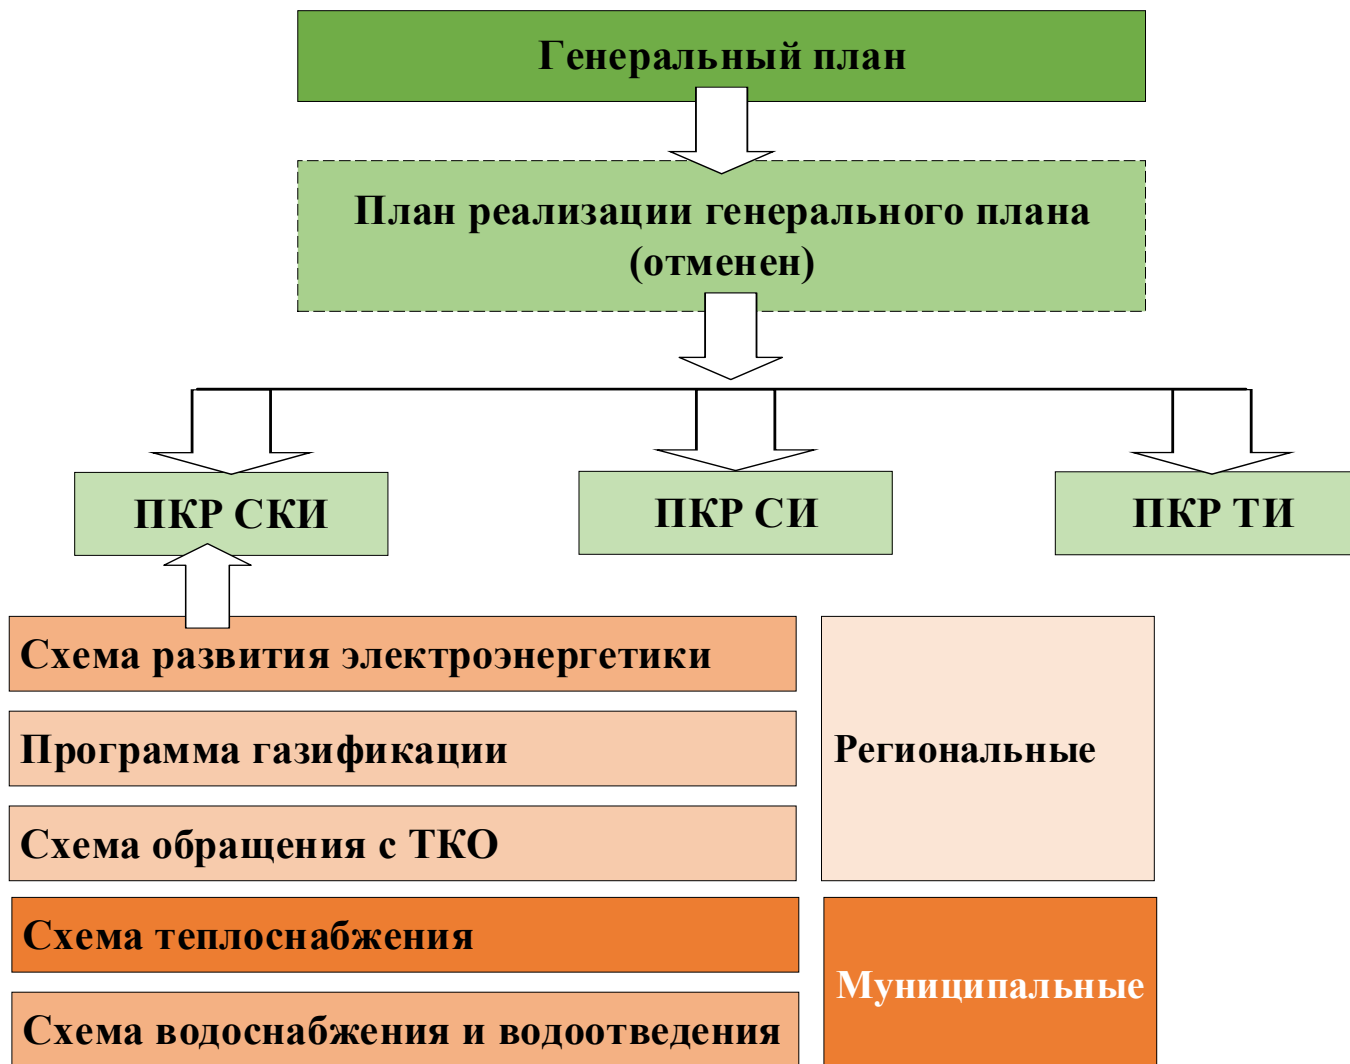 Генеральный план
План реализации генерального плана
(отменен)
ПКР СКИ
ПКР СИ
ПКР ТИ
Схема развития электроэнергетики
Программа газификации
Региональные
Схема обращения с ТКО
Схема теплоснабжения
Муниципальные
Схема водоснабжения и водоотведения